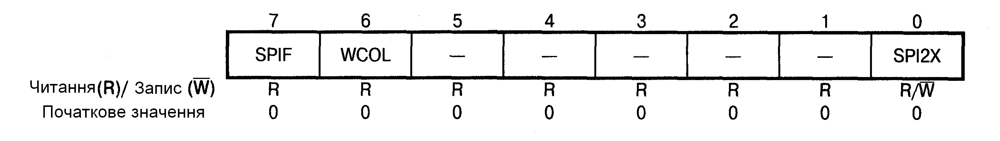 7 6 5 4 3 2 1 0
SPIF WCOL — — — — — SPI2X
Читання(R)/ Запис (W̅) R R R R R R R R/W̅
Початкове значення 0 0 0 0 0 0 0 0